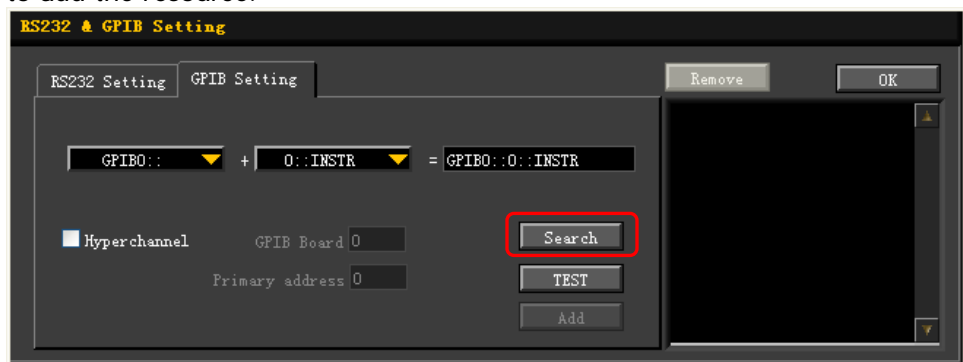 to add the resource.
RS232 & GPIB Setting
RS232 Setting GPIB Setting
Remove OK
GPIB0:: + 0::INSTR = GPIB0::0::INSTR
Hyperchannel GPIB Board 0 Search
Primary address 0 TEST
Add